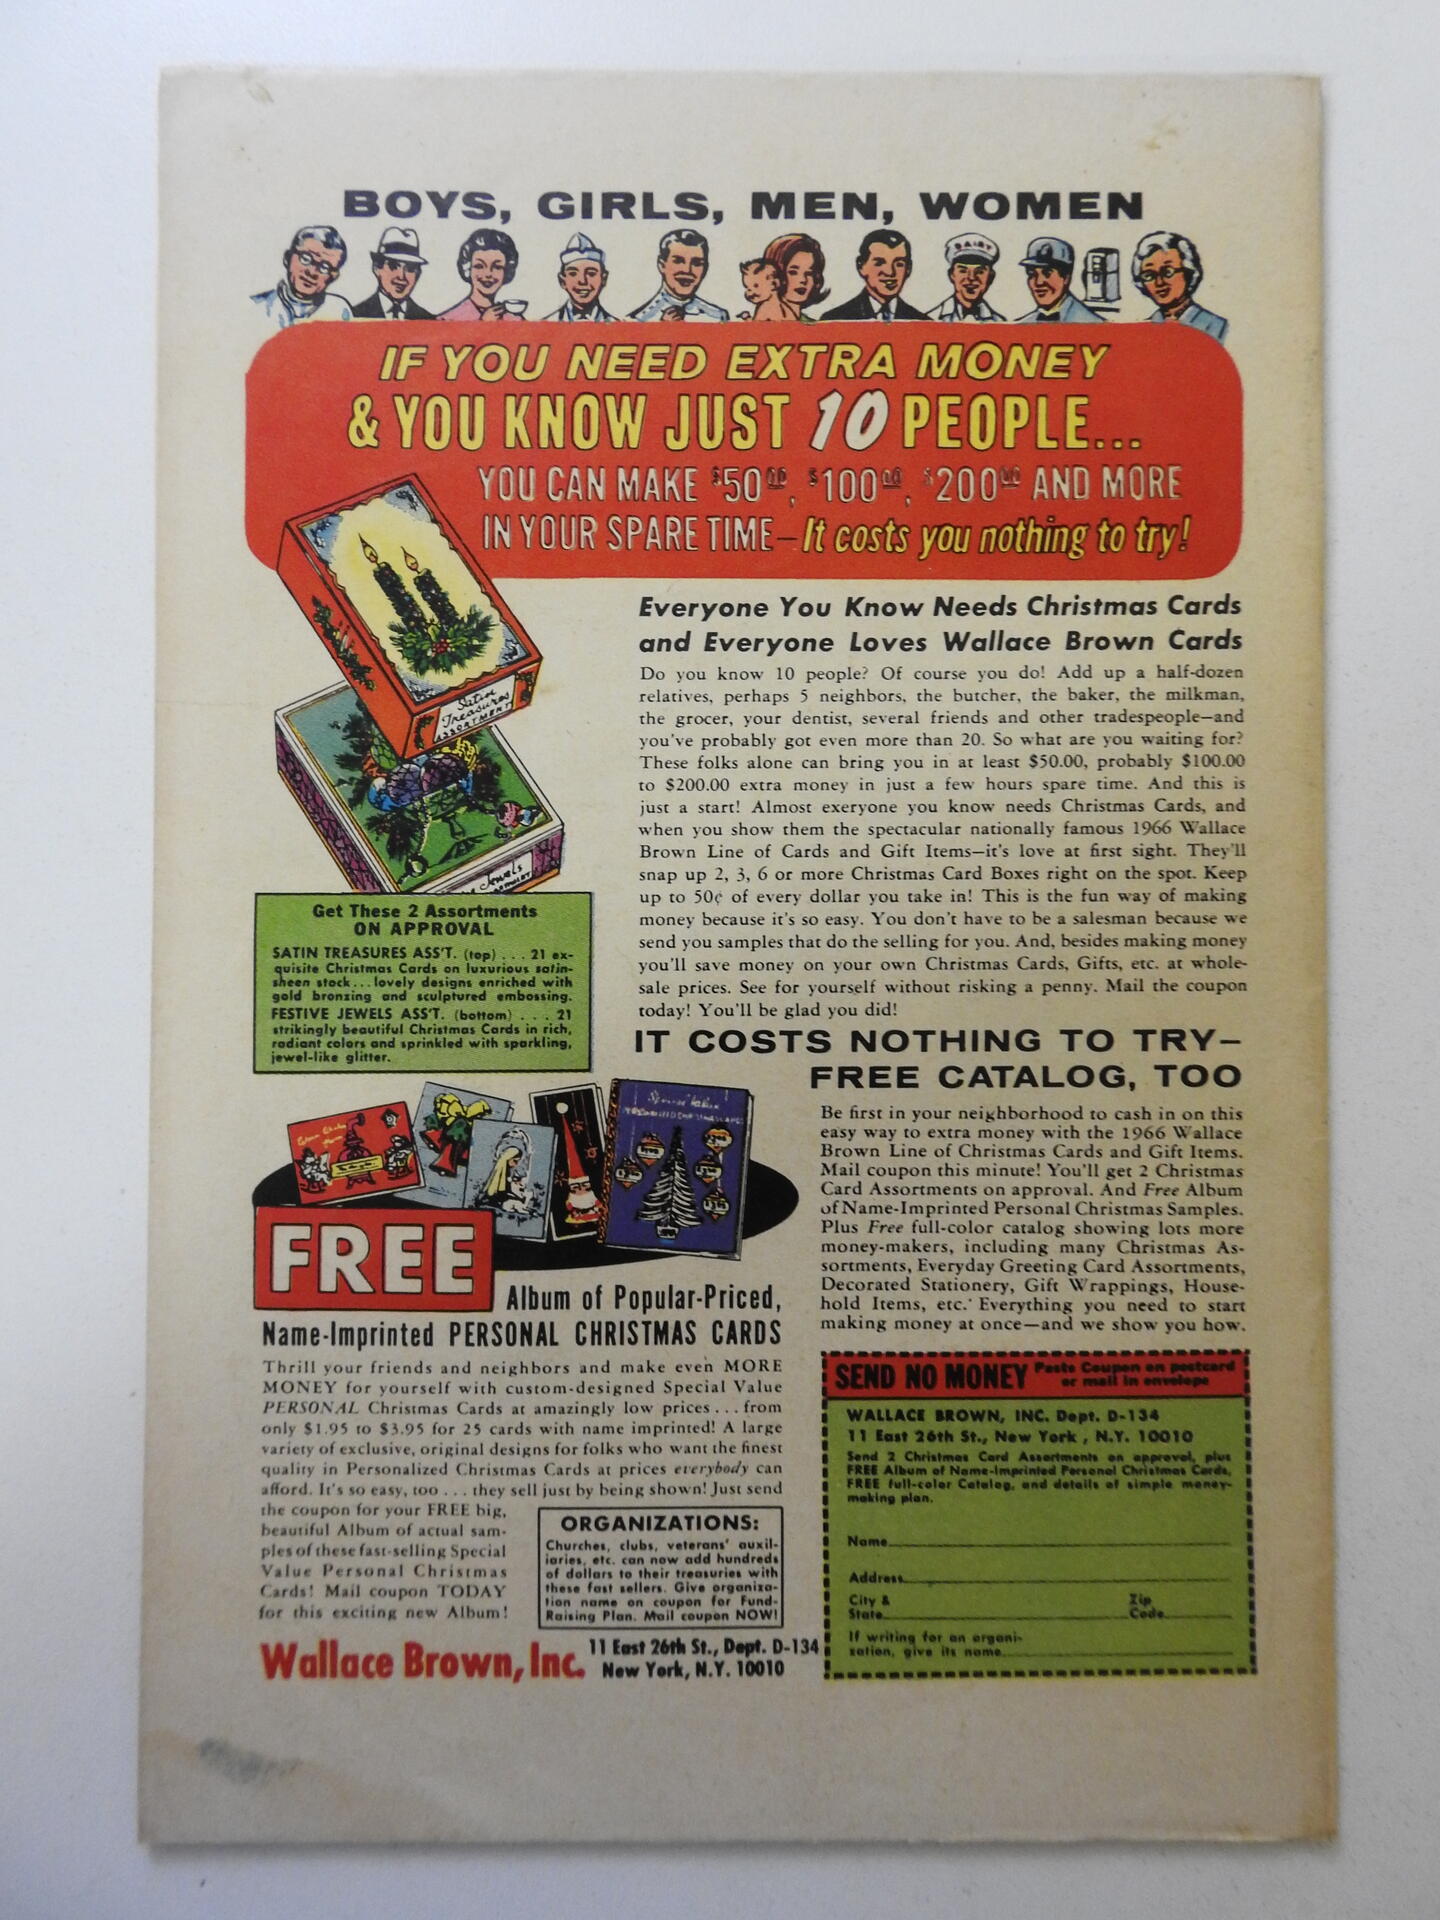 BOYS, GIRLS, MEN, WOMEN
DAIRY
IF YOU NEED EXTRA MONEY
& YOU KNOW JUST 10 PEOPLE...
YOU CAN MAKE $50.00, $100.00, $200.00 AND MORE
IN YOUR SPARE TIME—It costs you nothing to try!
Satin
Treasures
ASSORTMENT
Jewels
Get These 2 Assortments
ON APPROVAL
SATIN TREASURES ASS'T. (top) . . . 21 ex-
quisite Christmas Cards on luxurious satin-
sheen stock...lovely designs enriched with
gold bronzing and sculptured embossing.
FESTIVE JEWELS ASS'T. (bottom) . . . 21
strikingly beautiful Christmas Cards in rich,
radiant colors and sprinkled with sparkling,
jewel-like glitter.
Everyone You Know Needs Christmas Cards
and Everyone Loves Wallace Brown Cards
Do you know 10 people? Of course you do! Add up a half-dozen
relatives, perhaps 5 neighbors, the butcher, the baker, the milkman,
the grocer, your dentist, several friends and other tradespeople—and
you've probably got even more than 20. So what are you waiting for?
These folks alone can bring you in at least $50.00, probably $100.00
to $200.00 extra money in just a few hours spare time. And this is
just a start! Almost exeryone you know needs Christmas Cards, and
when you show them the spectacular nationally famous 1966 Wallace
Brown Line of Cards and Gift Items—it's love at first sight. They'll
snap up 2, 3, 6 or more Christmas Card Boxes right on the spot. Keep
up to 50¢ of every dollar you take in! This is the fun way of making
money because it's so easy. You don't have to be a salesman because we
send you samples that do the selling for you. And, besides making money
you'll save money on your own Christmas Cards, Gifts, etc. at whole-
sale prices. See for yourself without risking a penny. Mail the coupon
today! You'll be glad you did!
IT COSTS NOTHING TO TRY—
FREE CATALOG, TOO
Be first in your neighborhood to cash in on this
easy way to extra money with the 1966 Wallace
Brown Line of Christmas Cards and Gift Items.
Mail coupon this minute! You'll get 2 Christmas
Card Assortments on approval. And Free Album
of Name-Imprinted Personal Christmas Samples.
Plus Free full-color catalog showing lots more
money-makers, including many Christmas As-
sortments, Everyday Greeting Card Assortments,
Decorated Stationery, Gift Wrappings, House-
hold Items, etc. Everything you need to start
making money at once—and we show you how.
FREE
Album of Popular-Priced,
Name-Imprinted PERSONAL CHRISTMAS CARDS
Thrill your friends and neighbors and make even MORE
MONEY for yourself with custom-designed Special Value
PERSONAL Christmas Cards at amazingly low prices...from
only $1.95 to $3.95 for 25 cards with name imprinted! A large
variety of exclusive, original designs for folks who want the finest
quality in Personalized Christmas Cards at prices everybody can
afford. It's so easy, too . . . they sell just by being shown! Just send
the coupon for your FREE big,
beautiful Album of actual sam-
ples of these fast-selling Special
Value Personal Christmas
Cards! Mail coupon TODAY
for this exciting new Album!
ORGANIZATIONS:
Churches, clubs, veterans' auxil-
iaries, etc. can now add hundreds
of dollars to their treasuries with
these fast sellers. Give organiza-
tion name on coupon for Fund-
Raising Plan. Mail coupon NOW!
Wallace Brown, Inc. 11 East 26th St., Dept. D-134
New York, N.Y. 10010
SEND NO MONEY Paste Coupon on postcard
or mail in envelope
WALLACE BROWN, INC. Dept. D-134
11 East 26th St., New York, N.Y. 10010
Send 2 Christmas Card Assortments on approval, plus
FREE Album of Name-Imprinted Personal Christmas Cards,
FREE full-color Catalog, and details of simple money-
making plan.
Name
Address
City & State Zip Code
If writing for an organi-
zation, give its name